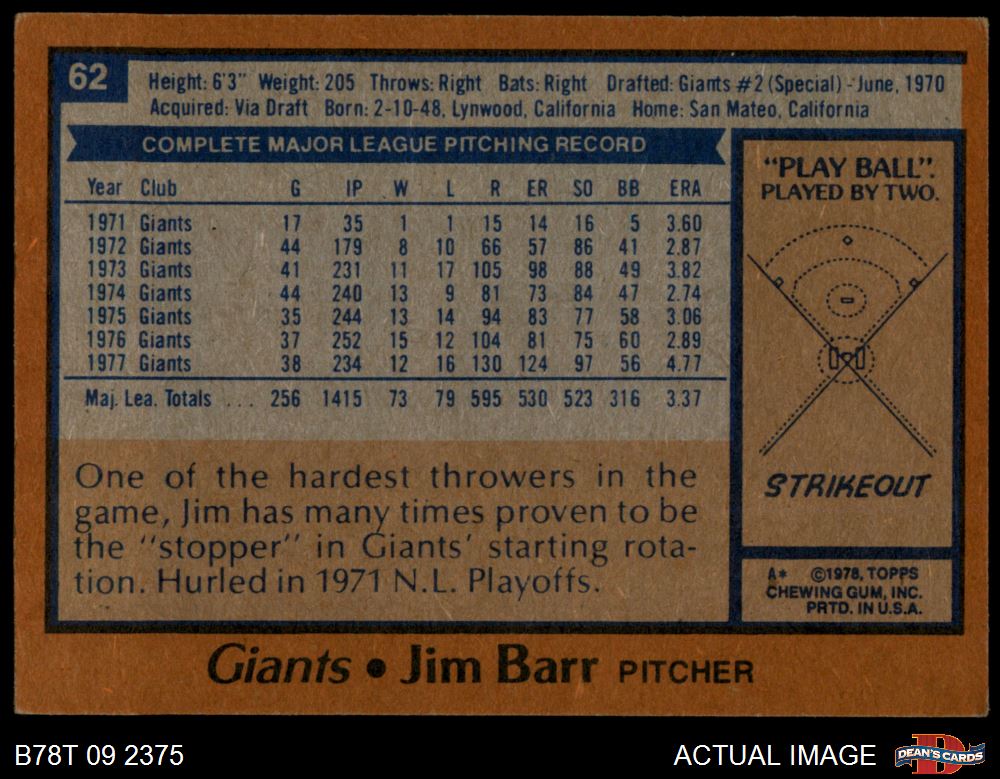 62
Height: 6'3" Weight: 205 Throws: Right Bats: Right Drafted: Giants #2 (Special) - June, 1970
Acquired: Via Draft Born: 2-10-48, Lynwood, California Home: San Mateo, California
COMPLETE MAJOR LEAGUE PITCHING RECORD
Year Club G IP W L R ER SO BB ERA
1971 Giants 17 35 1 1 15 14 16 5 3.60
1972 Giants 44 179 8 10 66 57 86 41 2.87
1973 Giants 41 231 11 17 105 98 88 49 3.82
1974 Giants 44 240 13 9 81 73 84 47 2.74
1975 Giants 35 244 13 14 94 83 77 58 3.06
1976 Giants 37 252 15 12 104 81 75 60 2.89
1977 Giants 38 234 12 16 130 124 97 56 4.77
Maj. Lea. Totals ... 256 1415 73 79 595 530 523 316 3.37
One of the hardest throwers in the
game, Jim has many times proven to be
the "stopper" in Giants' starting rota-
tion. Hurled in 1971 N.L. Playoffs.
"PLAY BALL".
PLAYED BY TWO.
STRIKEOUT
A* ©1978, TOPPS
CHEWING GUM, INC.
PRTD. IN U.S.A.
Giants • Jim Barr PITCHER
B78T 09 2375
ACTUAL IMAGE
DEAN'S CARDS